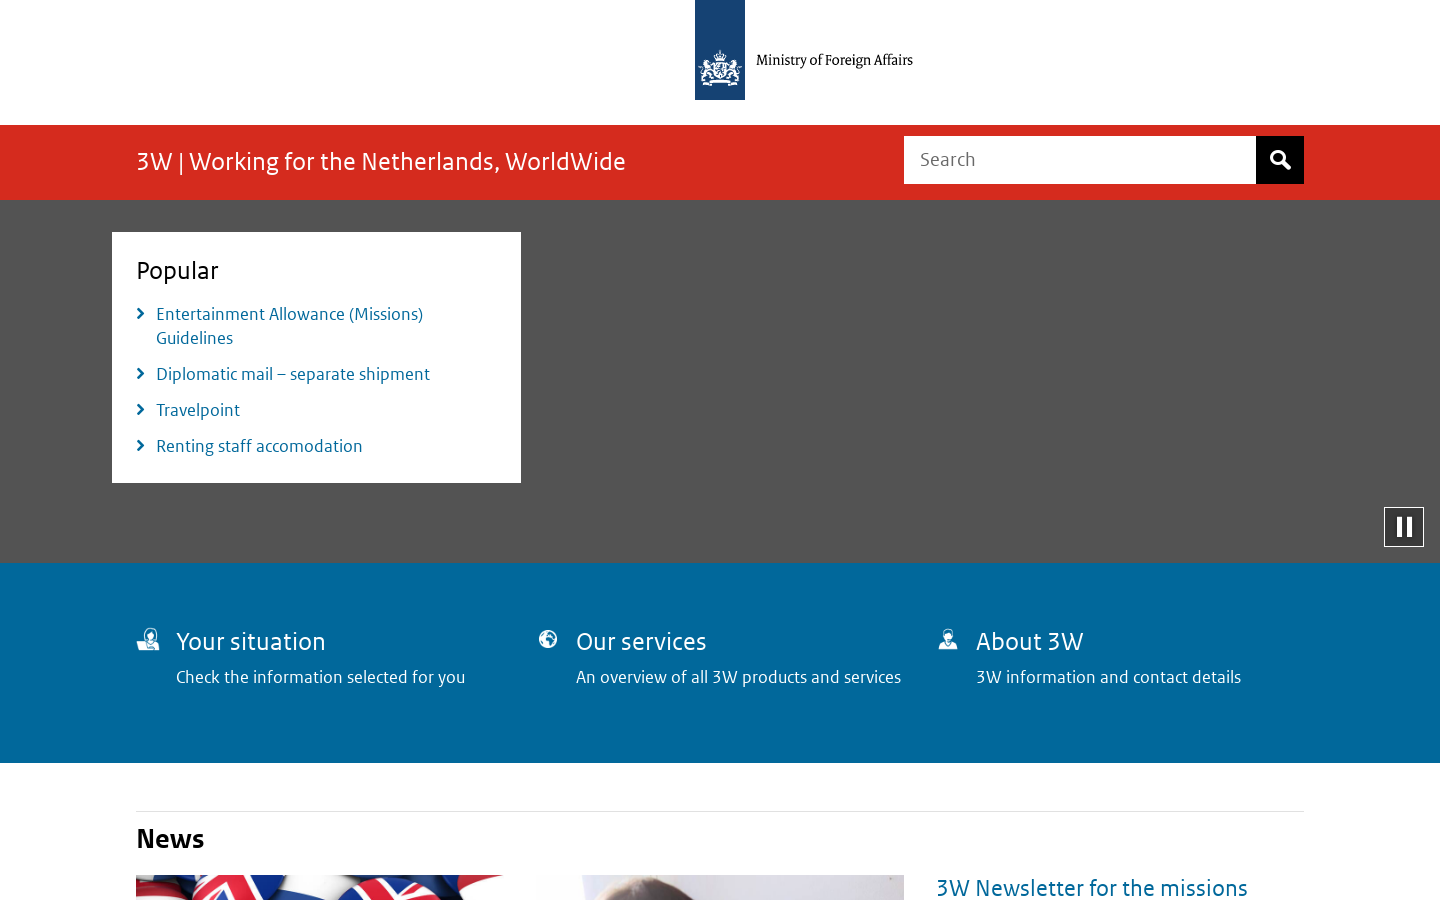 Ministry of Foreign Affairs
3W | Working for the Netherlands, WorldWide
Search
Popular
Entertainment Allowance (Missions)
Guidelines
Diplomatic mail – separate shipment
Travelpoint
Renting staff accomodation
Your situation
Check the information selected for you
Our services
An overview of all 3W products and services
About 3W
3W information and contact details
News
3W Newsletter for the missions